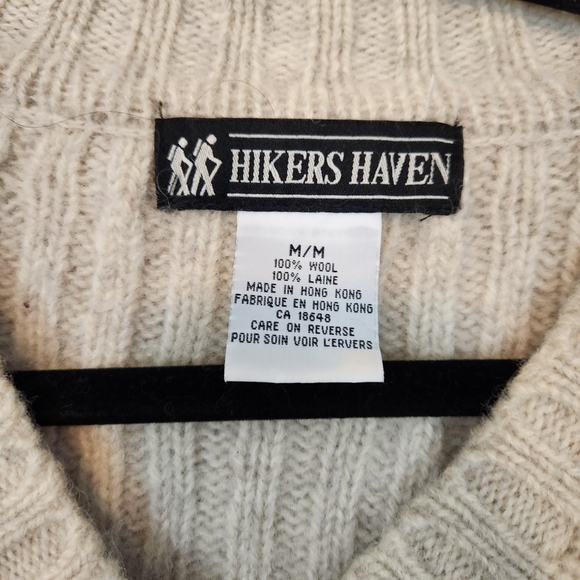 HIKERS HAVEN
M/M
100% WOOL
100% LAINE
MADE IN HONG KONG
FABRIQUE EN HONG KONG
CA 18648
CARE ON REVERSE
POUR SOIN VOIR L'ERVERS